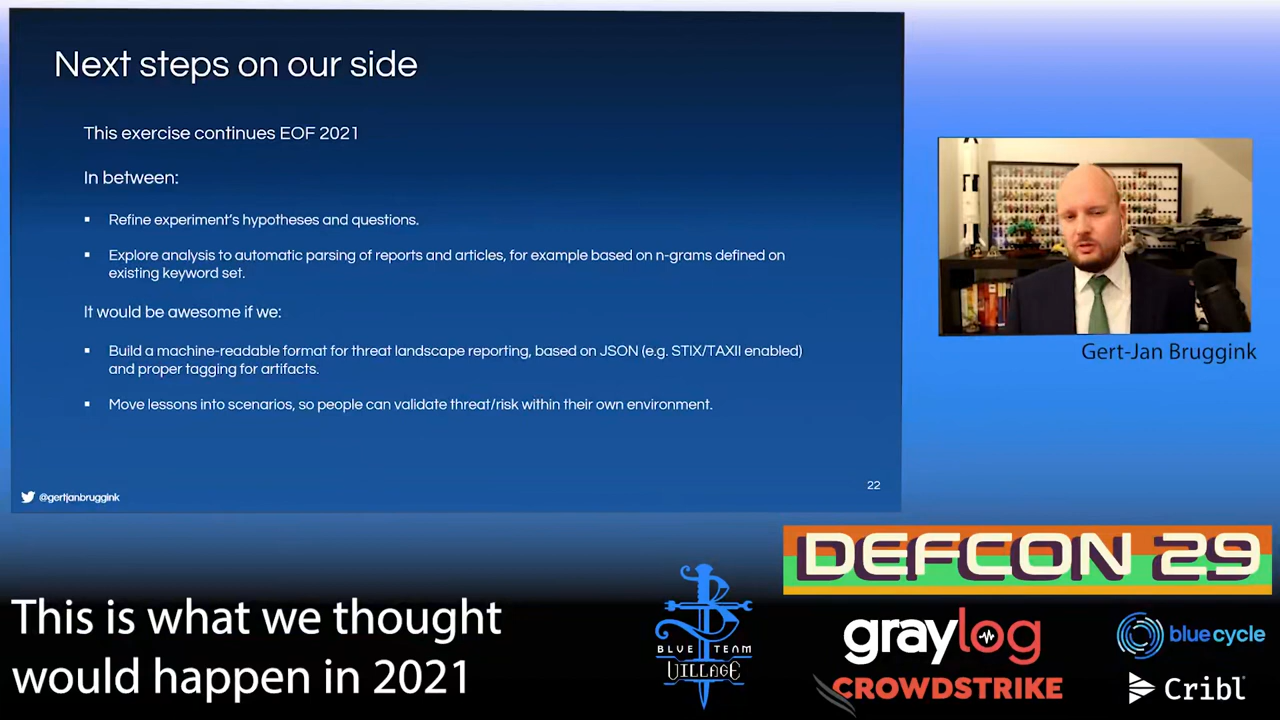 Next steps on our side
This exercise continues EOF 2021
In between:
▪ Refine experiment's hypotheses and questions.
▪ Explore analysis to automatic parsing of reports and articles, for example based on n-grams defined on
existing keyword set.
It would be awesome if we:
▪ Build a machine-readable format for threat landscape reporting, based on JSON (e.g. STIX/TAXII enabled)
and proper tagging for artifacts.
▪ Move lessons into scenarios, so people can validate threat/risk within their own environment.
22
@gertjanbruggink
Gert-Jan Bruggink
DEFCON 29
This is what we thought
would happen in 2021
BLUE TEAM
VILLAGE
graylog
blue cycle
CROWDSTRIKE
Cribl